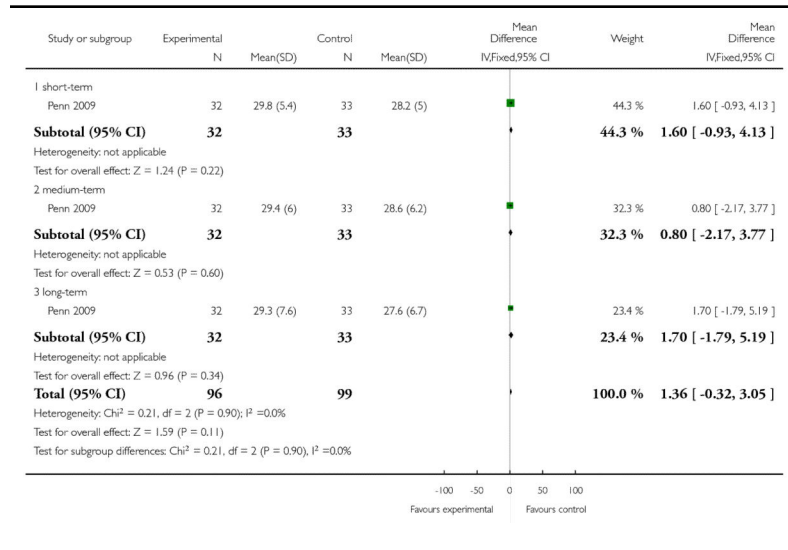 Study or subgroup Experimental Control Mean Difference Weight Mean Difference
N Mean(SD) N Mean(SD) IV,Fixed,95% CI IV,Fixed,95% CI
1 short-term
Penn 2009 32 29.8 (5.4) 33 28.2 (5) 44.3 % 1.60 [ -0.93, 4.13 ]
Subtotal (95% CI) 32 33 44.3 % 1.60 [ -0.93, 4.13 ]
Heterogeneity: not applicable
Test for overall effect: Z = 1.24 (P = 0.22)
2 medium-term
Penn 2009 32 29.4 (6) 33 28.6 (6.2) 32.3 % 0.80 [ -2.17, 3.77 ]
Subtotal (95% CI) 32 33 32.3 % 0.80 [ -2.17, 3.77 ]
Heterogeneity: not applicable
Test for overall effect: Z = 0.53 (P = 0.60)
3 long-term
Penn 2009 32 29.3 (7.6) 33 27.6 (6.7) 23.4 % 1.70 [ -1.79, 5.19 ]
Subtotal (95% CI) 32 33 23.4 % 1.70 [ -1.79, 5.19 ]
Heterogeneity: not applicable
Test for overall effect: Z = 0.96 (P = 0.34)
Total (95% CI) 96 99 100.0 % 1.36 [ -0.32, 3.05 ]
Heterogeneity: Chi² = 0.21, df = 2 (P = 0.90); I² =0.0%
Test for overall effect: Z = 1.59 (P = 0.11)
Test for subgroup differences: Chi² = 0.21, df = 2 (P = 0.90), I² =0.0%
-100 -50 0 50 100
Favours experimental Favours control